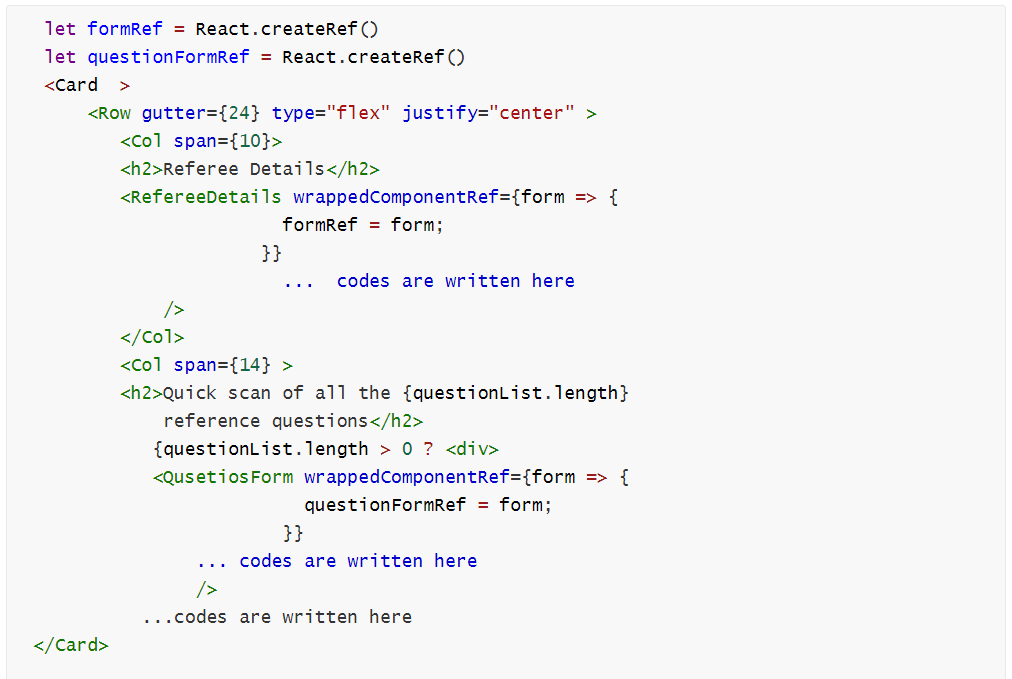 let formRef = React.createRef()
let questionFormRef = React.createRef()
<Card  >
<Row gutter={24} type="flex" justify="center" >
<Col span={10}>
<h2>Referee Details</h2>
<RefereeDetails wrappedComponentRef={form => {
formRef = form;
}}
...  codes are written here
/>
</Col>
<Col span={14} >
<h2>Quick scan of all the {questionList.length}
reference questions</h2>
{questionList.length > 0 ? <div>
<QusetiosForm wrappedComponentRef={form => {
questionFormRef = form;
}}
... codes are written here
/>
...codes are written here
</Card>